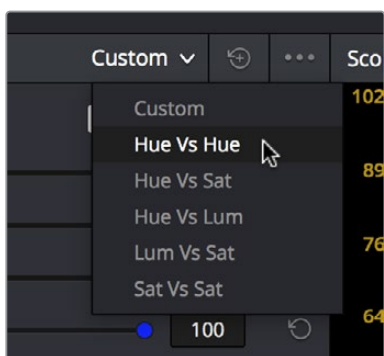 Custom ••• Sco
102
Custom
Hue Vs Hue
89
Hue Vs Sat
Hue Vs Lum
76
Lum Vs Sat
Sat Vs Sat
64
100